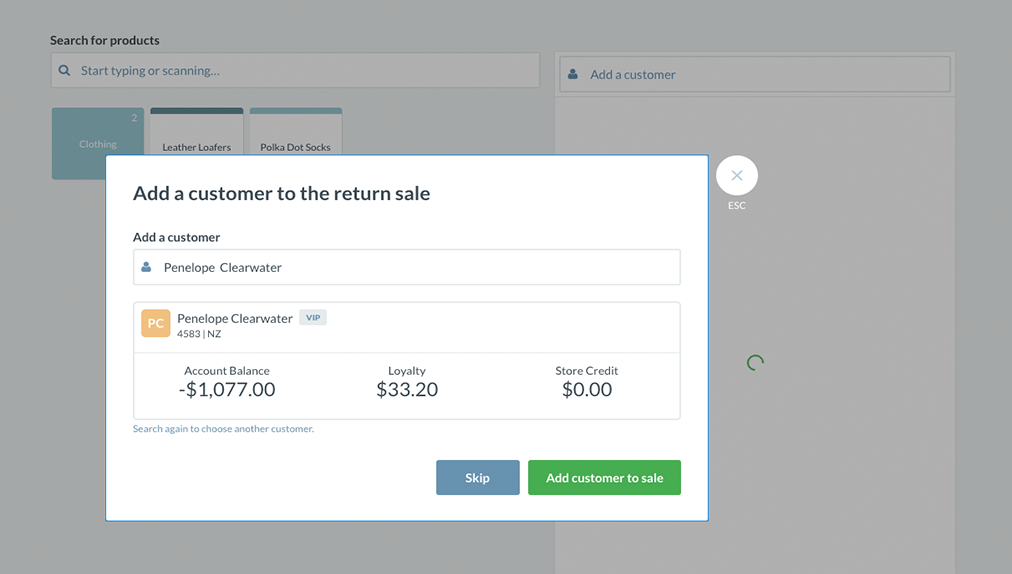 Search for products
Start typing or scanning...
Add a customer
2
Clothing
Leather Loafers
Polka Dot Socks
Add a customer to the return sale
ESC
Add a customer
Penelope Clearwater
PC
Penelope Clearwater
VIP
4583 | NZ
Account Balance
Loyalty
Store Credit
-$1,077.00
$33.20
$0.00
Search again to choose another customer.
Skip
Add customer to sale